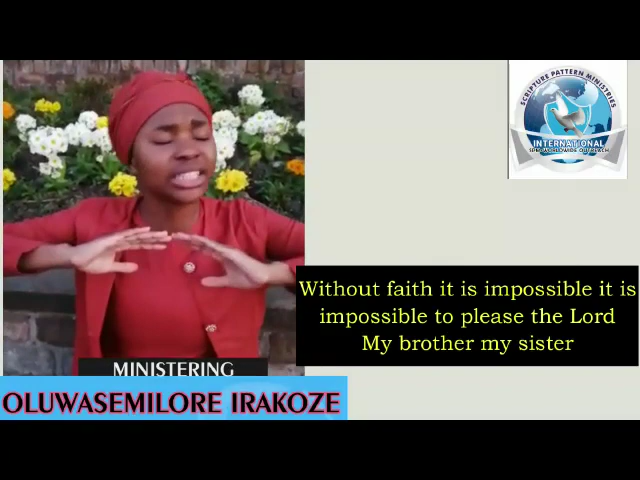 SCRIPTURE PATTERN MINISTRIES
INTERNATIONAL
Without faith it is impossible it is
impossible to please the Lord
My brother my sister
MINISTERING
OLUWASEMILORE IRAKOZE